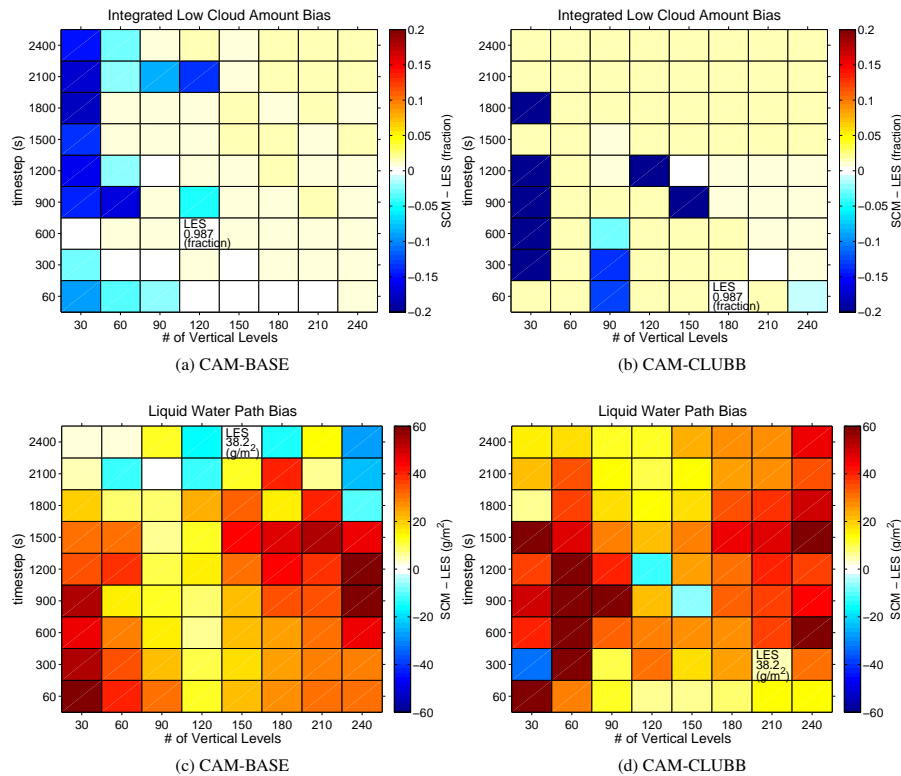 Integrated Low Cloud Amount Bias
2400
2100
1800
1500
1200
900
600
300
60
timestep (s)
LES
0.987
(fraction)
30 60 90 120 150 180 210 240
# of Vertical Levels
0.2
0.15
0.1
0.05
0
−0.05
−0.1
−0.15
−0.2
SCM − LES (fraction)
(a) CAM-BASE
Integrated Low Cloud Amount Bias
2400
2100
1800
1500
1200
900
600
300
60
timestep (s)
LES
0.987
(fraction)
30 60 90 120 150 180 210 240
# of Vertical Levels
0.2
0.15
0.1
0.05
0
−0.05
−0.1
−0.15
−0.2
SCM − LES (fraction)
(b) CAM-CLUBB
Liquid Water Path Bias
2400
2100
1800
1500
1200
900
600
300
60
timestep (s)
LES
38.2
(g/m²)
30 60 90 120 150 180 210 240
# of Vertical Levels
60
40
20
0
−20
−40
−60
SCM − LES (g/m²)
(c) CAM-BASE
Liquid Water Path Bias
2400
2100
1800
1500
1200
900
600
300
60
timestep (s)
LES
38.2
(g/m²)
30 60 90 120 150 180 210 240
# of Vertical Levels
60
40
20
0
−20
−40
−60
SCM − LES (g/m²)
(d) CAM-CLUBB